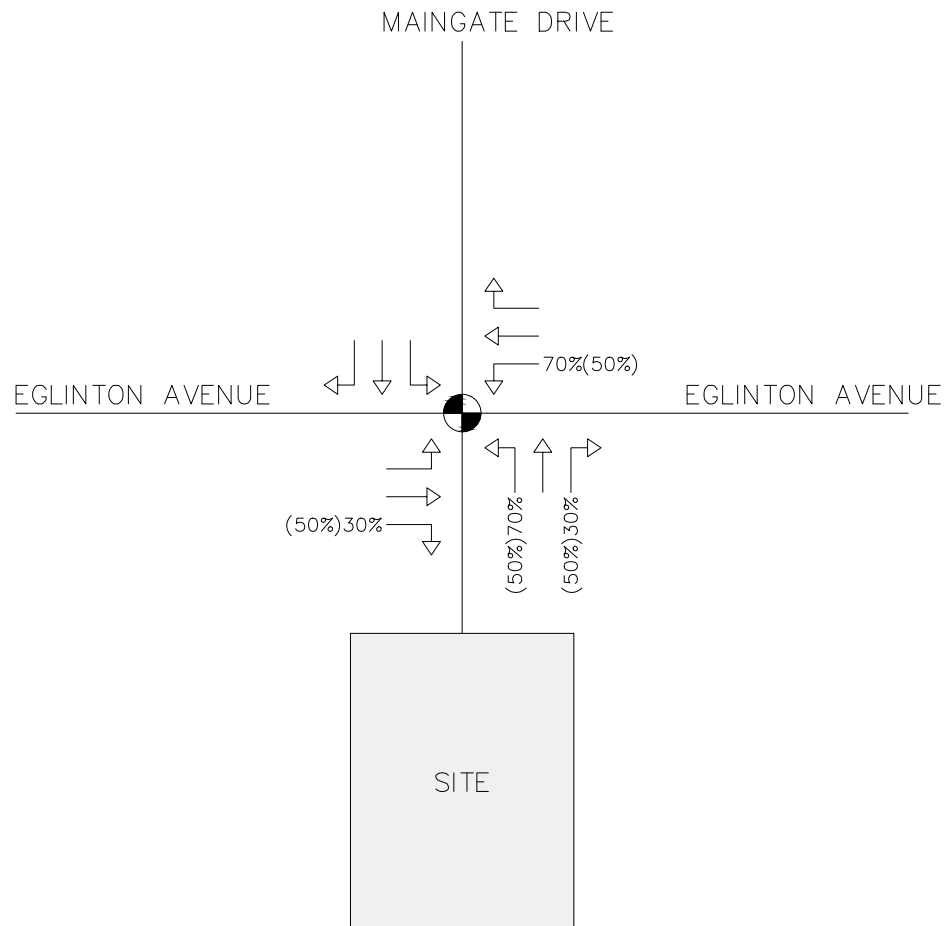 MAINGATE DRIVE
70%(50%)
EGLINTON AVENUE
EGLINTON AVENUE
(50%)30%
(50%)70%
(50%)30%
SITE